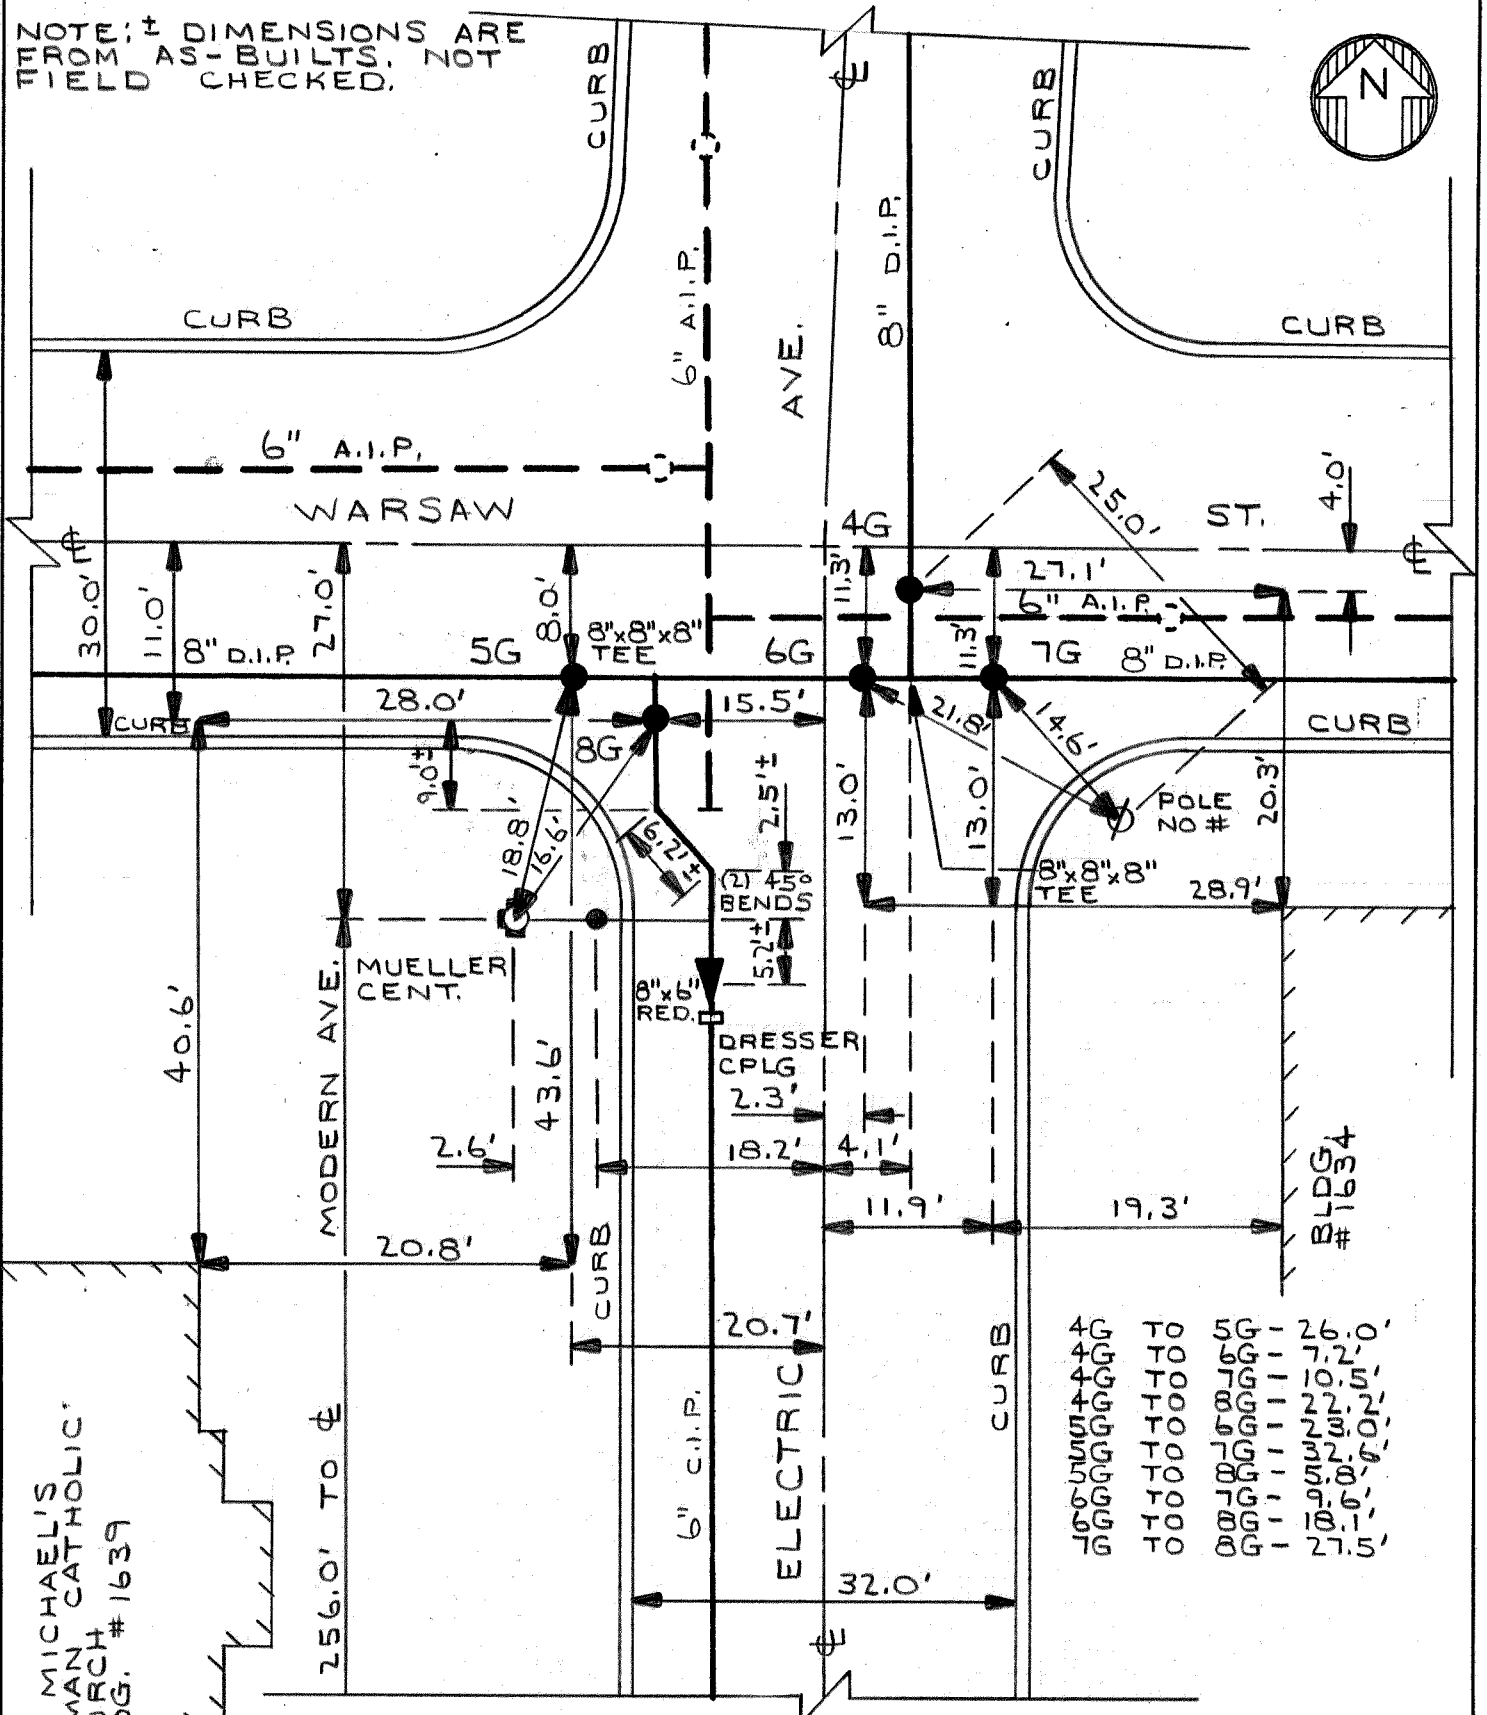 NOTE: ± DIMENSIONS ARE
FROM AS-BUILTS. NOT
FIELD CHECKED.
CURB
℄
CURB
N
8" D.I.P.
6" A.I.P.
CURB
CURB
AVE.
6" A.I.P.
WARSAW
ST.
25.0'
4.0'
4G
℄
℄
30.0'
11.0'
27.0'
8.0'
11.3'
27.1'
6" A.I.P.
8" D.I.P.
5G
8"x8"x8"
TEE
6G
11.3'
7G
8" D.I.P.
28.0'
15.5'
21.8'
14.6'
CURB
CURB
8G
9.0'±
18.8'
16.6'
6.2'±
2.5'±
13.0'
13.0'
POLE
NO #
20.3'
(2) 45°
BENDS
8"x8"x8"
TEE
28.9'
5.2'±
MUELLER
CENT.
8"x6"
RED.
DRESSER
CPLG
40.6'
MODERN AVE.
43.6'
2.3'
2.6'
18.2'
4.1'
11.9'
19.3'
BLDG.
#1634
20.8'
CURB
20.7'
CURB
ELECTRIC
6" C.I.P.
256.0' TO ℄
4G TO 5G - 26.0'
4G TO 6G - 7.2'
4G TO 7G - 10.5'
4G TO 8G - 22.2'
5G TO 6G - 23.0'
5G TO 7G - 32.6'
5G TO 8G - 5.8'
6G TO 7G - 9.6'
6G TO 8G - 18.1'
7G TO 8G - 27.5'
32.0'
℄
MICHAEL'S
MAN CATHOLIC
URCH
DG. #1639